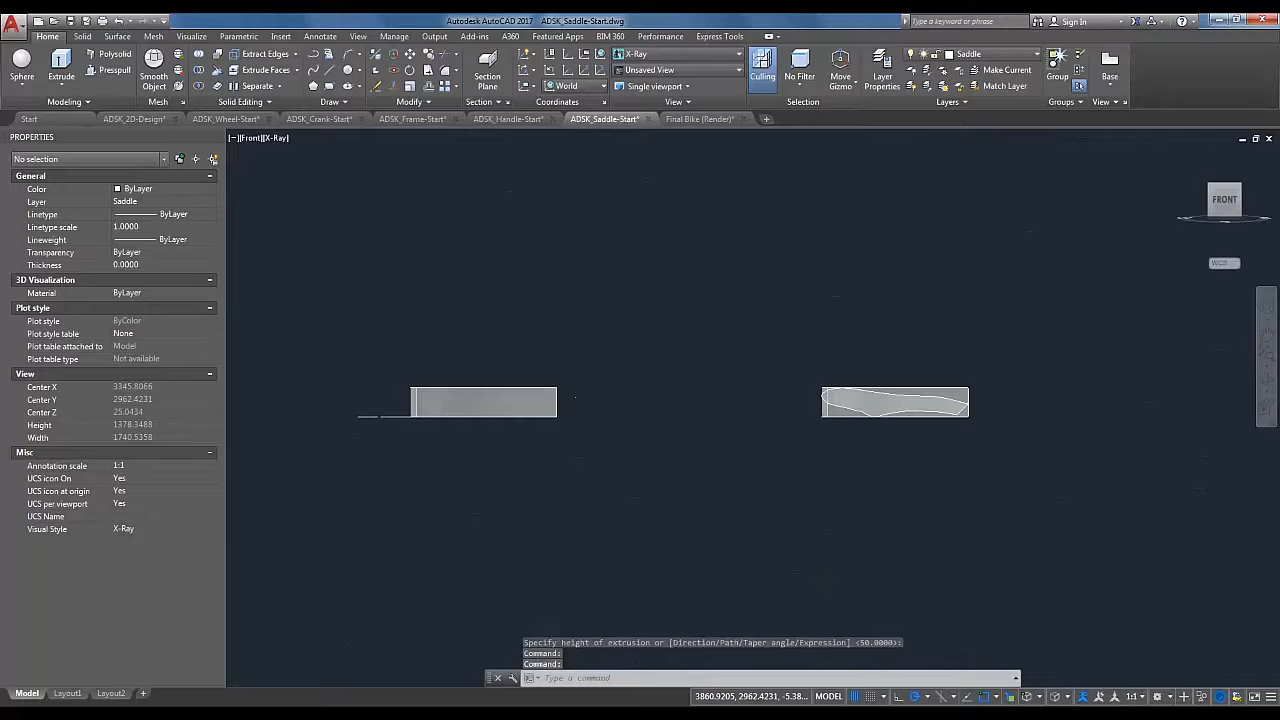 Autodesk AutoCAD 2017   ADSK_Saddle-Start.dwg
Type a keyword or phrase
Sign In
Home Solid Surface Mesh Visualize Parametric Insert Annotate View Manage Output Add-ins A360 Featured Apps BIM 360 Performance Express Tools
Sphere
Extrude
Polysolid
Presspull
Smooth Object
Extract Edges
Extrude Faces
Separate
Section Plane
World
X-Ray
Unsaved View
Single viewport
Culling
No Filter
Move Gizmo
Layer Properties
Saddle
Make Current
Match Layer
Group
Base
Modeling Mesh Solid Editing Draw Modify Section Coordinates View Selection Layers Groups View
Start ADSK_2D-Design* ADSK_Wheel-Start* ADSK_Crank-Start* ADSK_Frame-Start* ADSK_Handle-Start* ADSK_Saddle-Start* Final Bike (Render)*
PROPERTIES
No selection
General
Color ByLayer
Layer Saddle
Linetype ByLayer
Linetype scale 1.0000
Lineweight ByLayer
Transparency ByLayer
Thickness 0.0000
3D Visualization
Material ByLayer
Plot style
Plot style ByColor
Plot style table None
Plot table attached to Model
Plot table type Not available
View
Center X 3345.8066
Center Y 2962.4231
Center Z 25.0434
Height 1378.3488
Width 1740.5358
Misc
Annotation scale 1:1
UCS icon On Yes
UCS icon at origin Yes
UCS per viewport Yes
UCS Name
Visual Style X-Ray
[−][Front][X-Ray]
FRONT
WCS
Specify height of extrusion or [Direction/Path/Taper angle/Expression] <50.0000>:
Command:
Command:
Type a command
Model Layout1 Layout2 +
3860.9205, 2962.4231, -5.38... MODEL
1:1